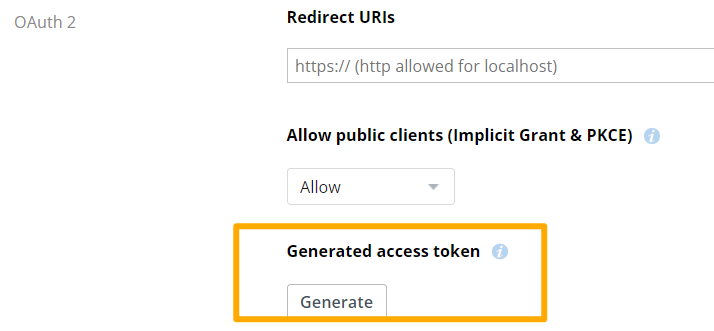 OAuth 2
Redirect URIs
https:// (http allowed for localhost)
Allow public clients (Implicit Grant & PKCE)
Allow
Generated access token
Generate